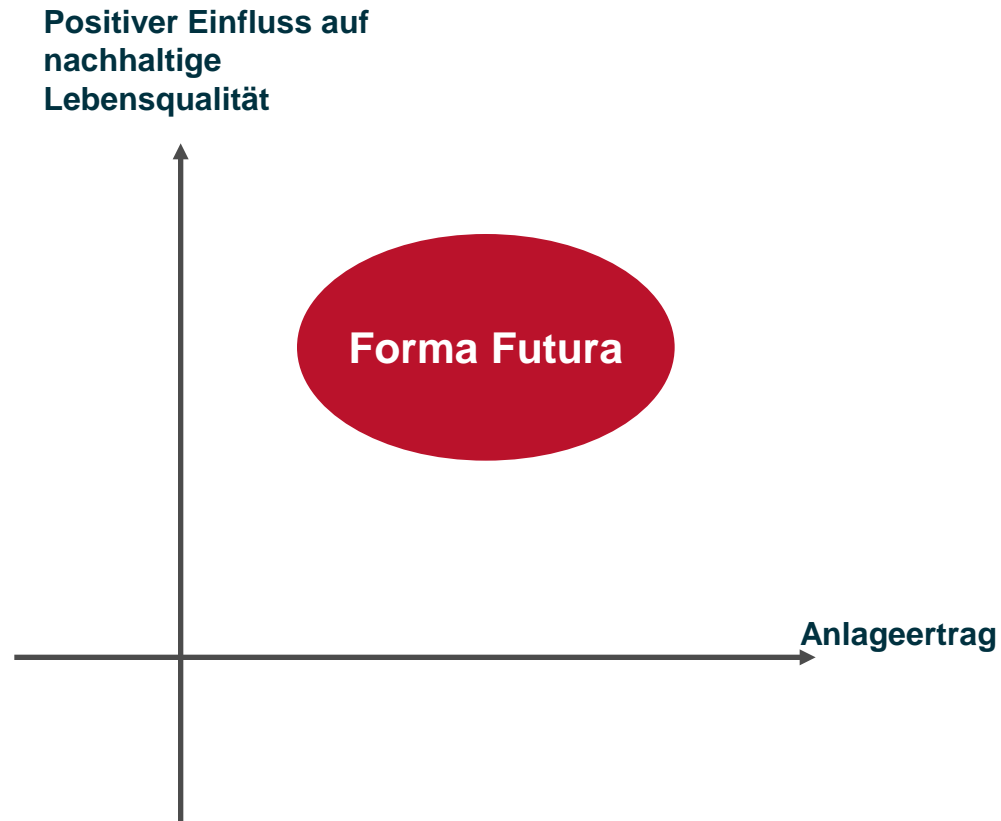 Positiver Einfluss auf
nachhaltige
Lebensqualität
Forma Futura
Anlageertrag